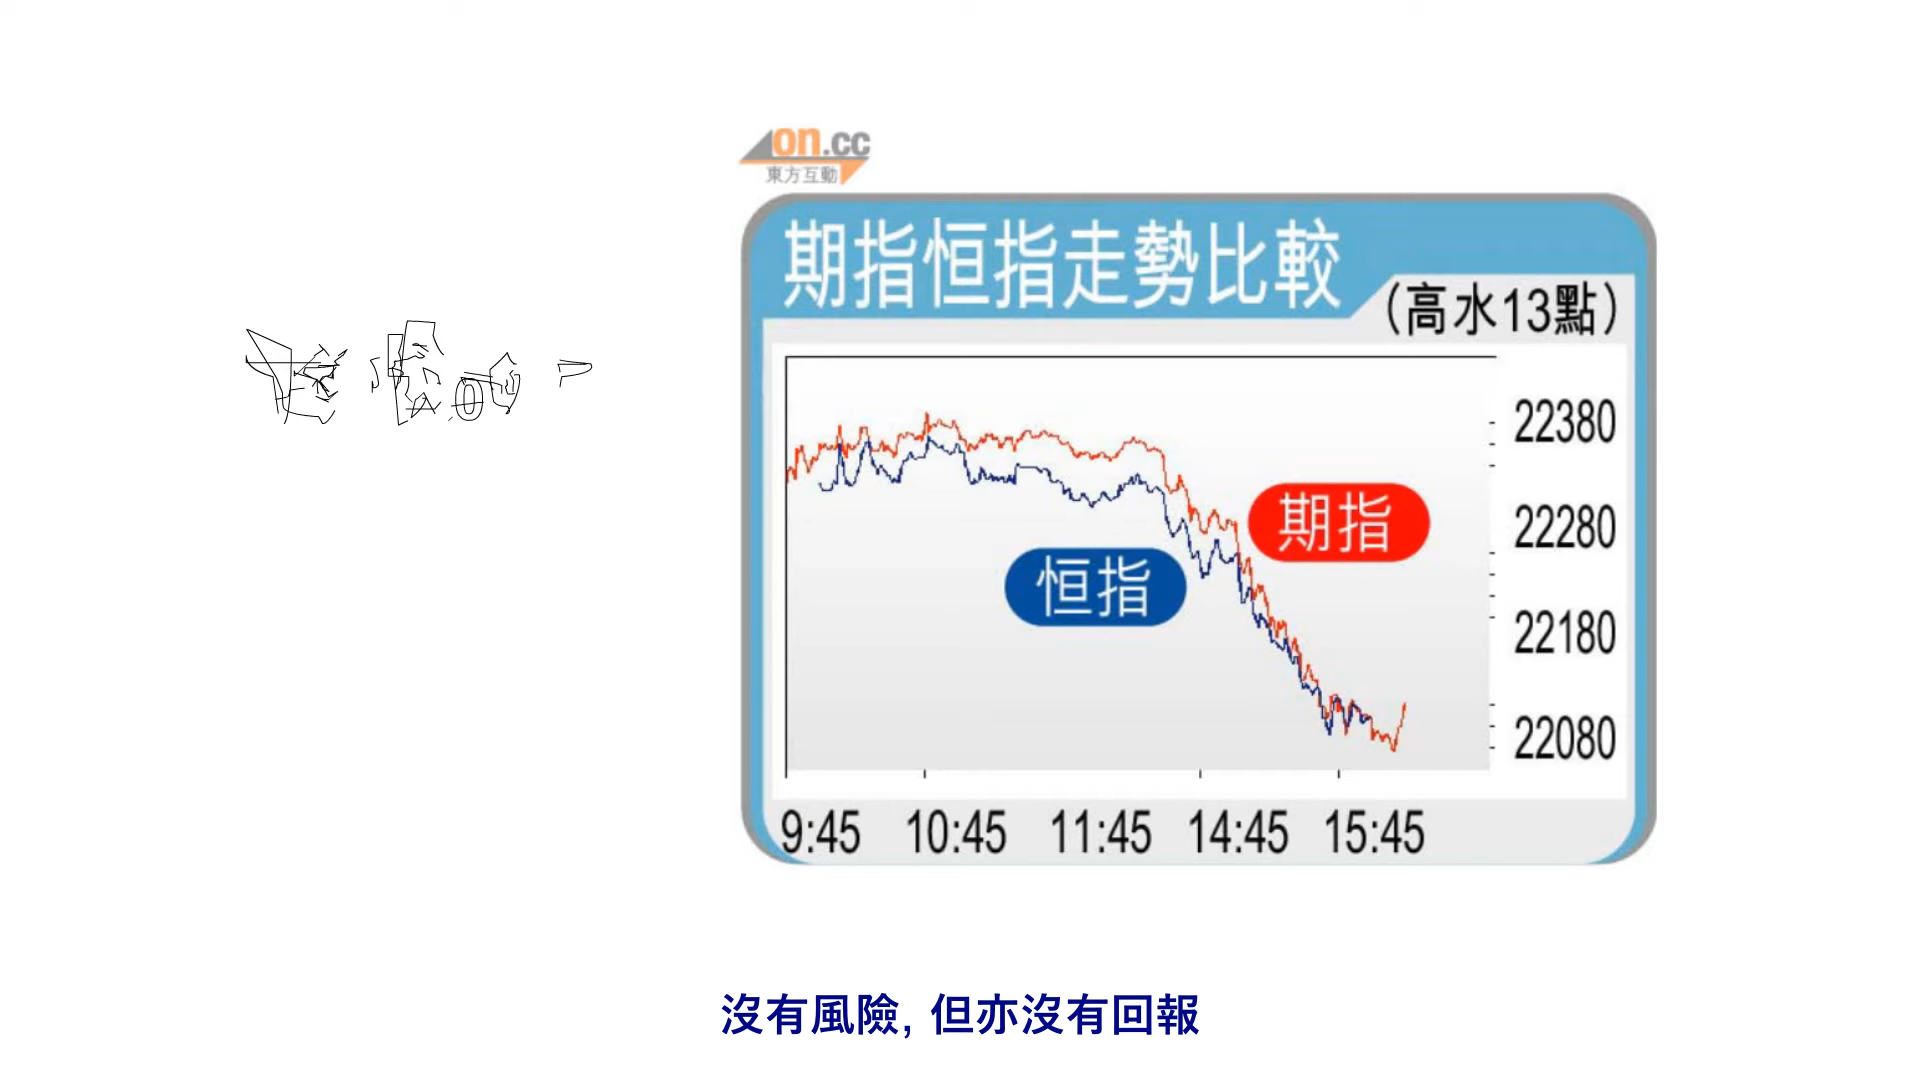 on.cc
東方互動
期指恒指走勢比較
(高水13點)
22380
期指
22280
恒指
22180
22080
9:45 10:45 11:45 14:45 15:45
沒有風險, 但亦沒有回報